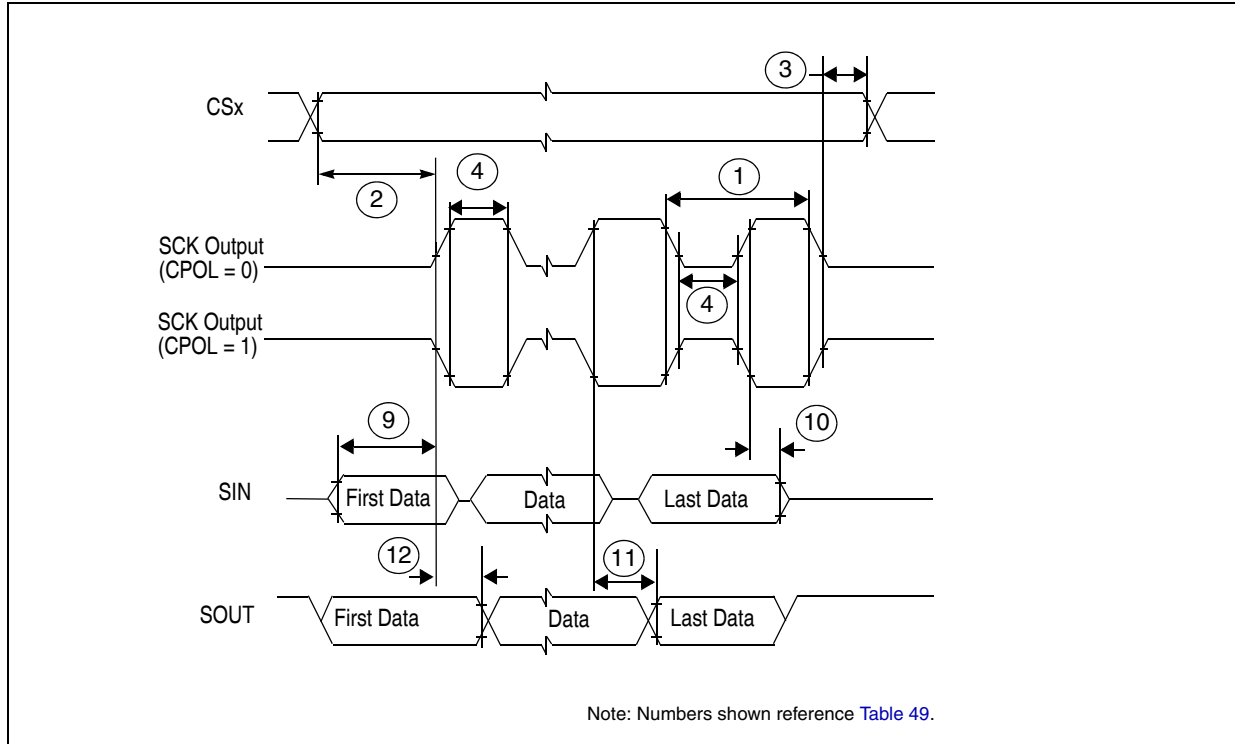 3
CSx
2
4
1
SCK Output
(CPOL = 0)
4
SCK Output
(CPOL = 1)
9
10
SIN
First Data
Data
Last Data
12
11
SOUT
First Data
Data
Last Data
Note: Numbers shown reference Table 49.